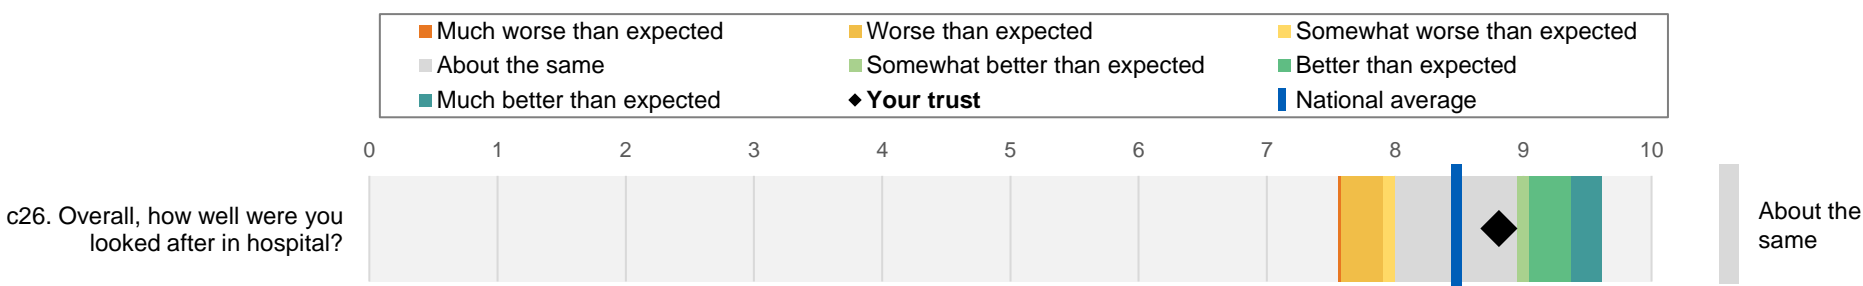 Much worse than expected
Worse than expected
Somewhat worse than expected
About the same
Somewhat better than expected
Better than expected
Much better than expected
Your trust
National average
0 1 2 3 4 5 6 7 8 9 10
c26. Overall, how well were you
looked after in hospital?
About the
same